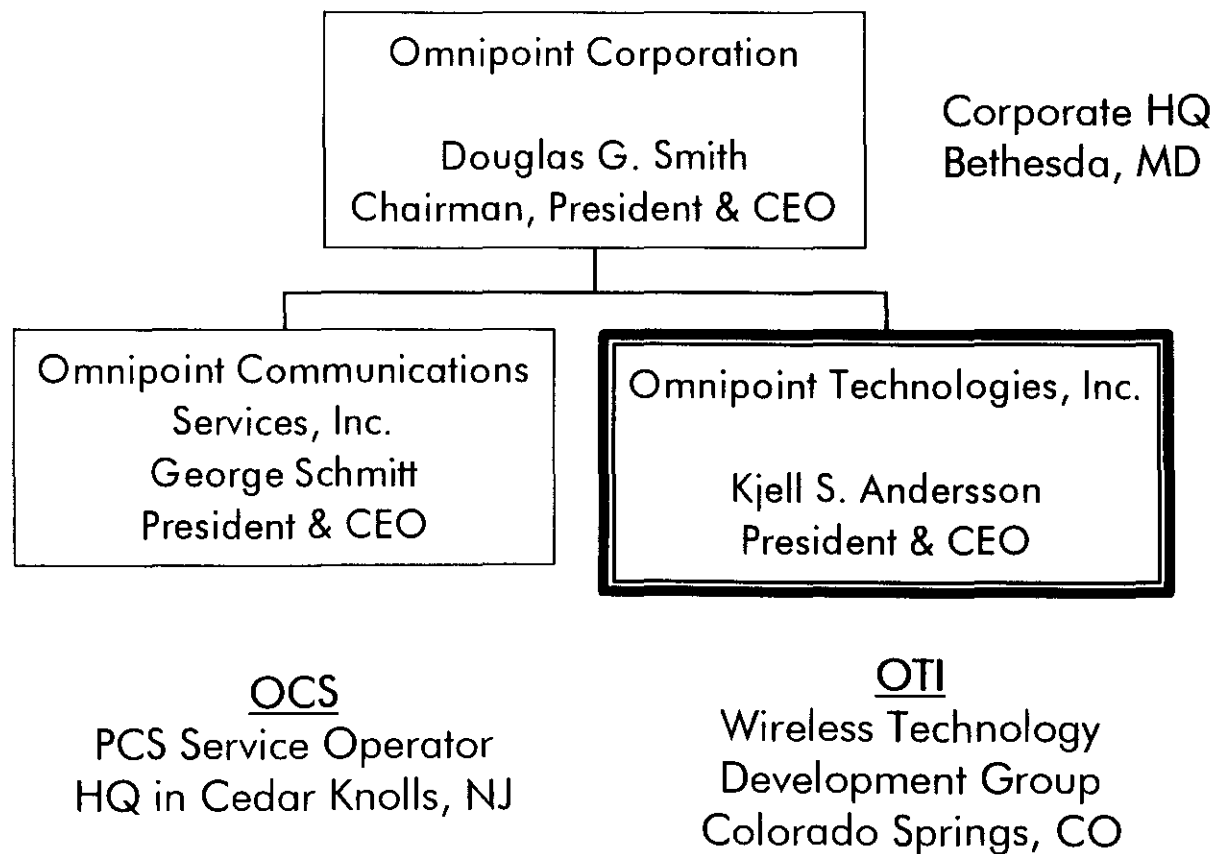 Omnipoint Corporation
Douglas G. Smith
Chairman, President & CEO
Corporate HQ
Bethesda, MD
Omnipoint Communications
Services, Inc.
George Schmitt
President & CEO
Omnipoint Technologies, Inc.
Kjell S. Andersson
President & CEO
OCS
PCS Service Operator
HQ in Cedar Knolls, NJ
OTI
Wireless Technology
Development Group
Colorado Springs, CO